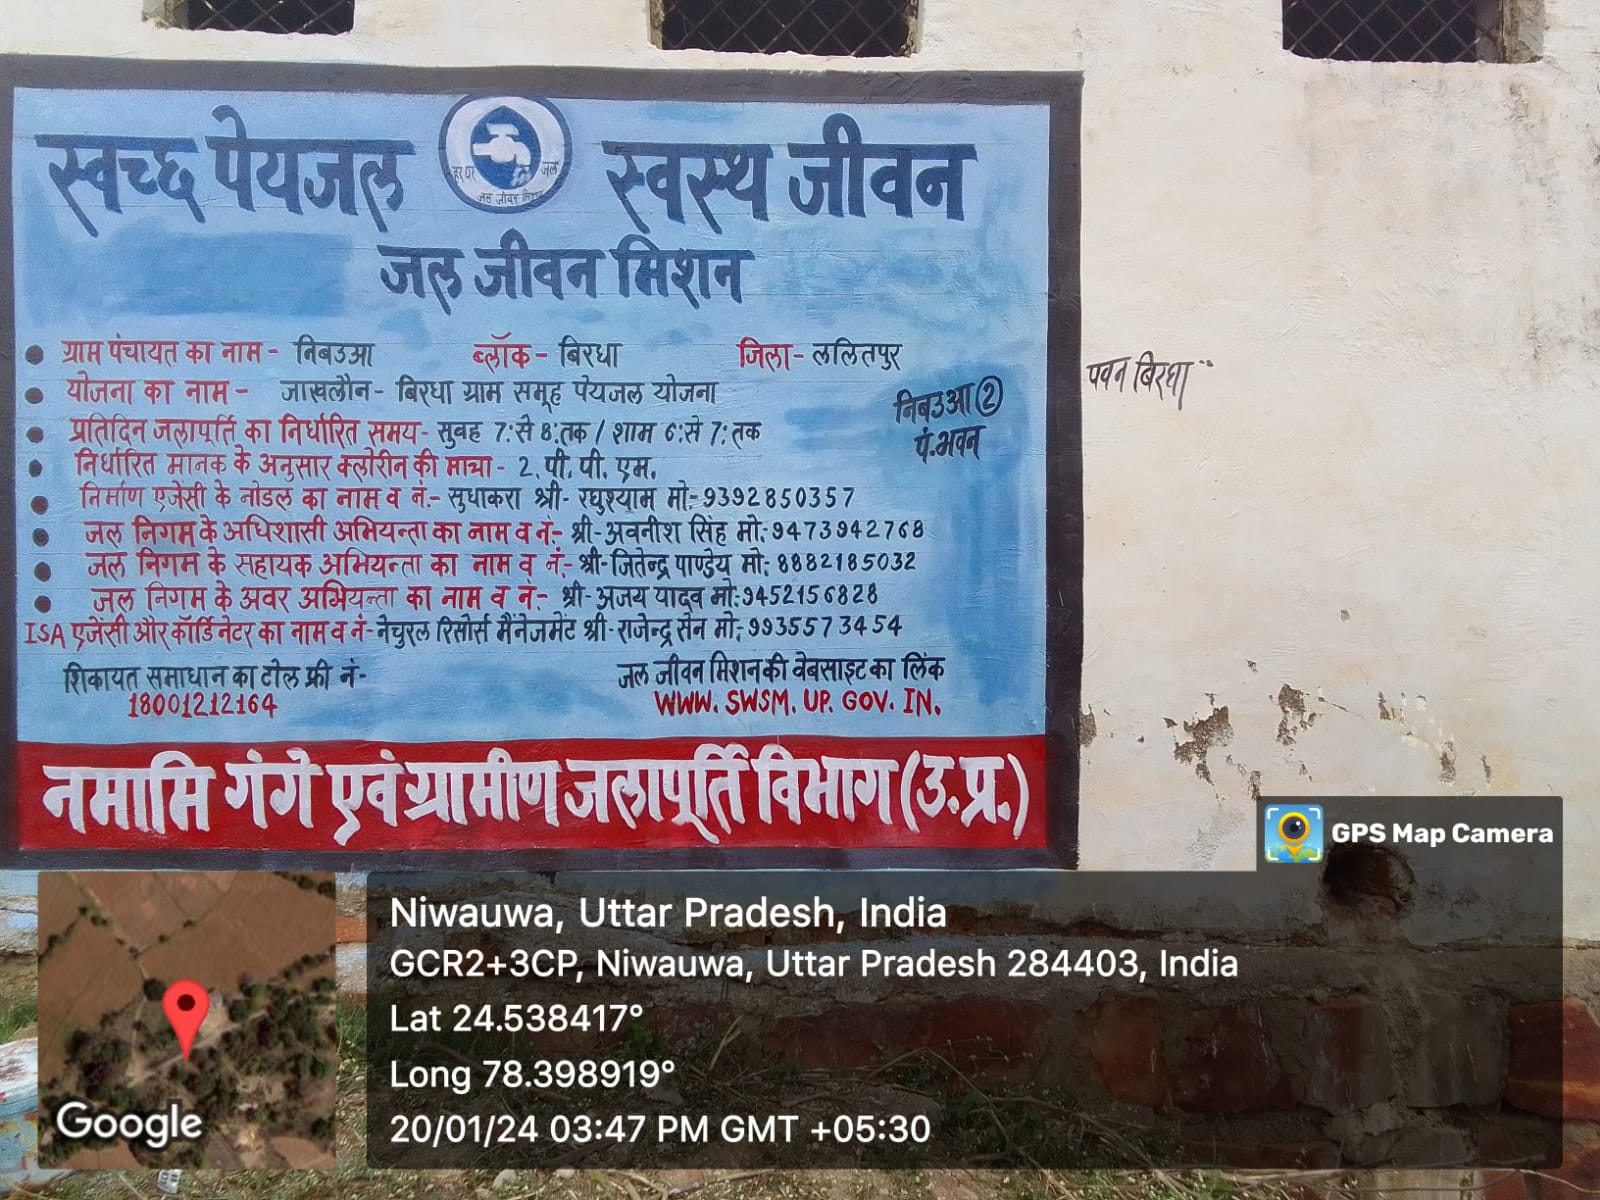 स्वच्छ पेयजल स्वस्थ जीवन
हर घर जल
जल जीवन मिशन
जल जीवन मिशन
ग्राम पंचायत का नाम - निबउआ ब्लॉक - बिरधा जिला - ललितपुर
योजना का नाम - जाखलौन - बिरधा ग्राम समूह पेयजल योजना
निबउआ ②
पं. भवन
प्रतिदिन जलापूर्ति का निर्धारित समय - सुबह 7:से 8:तक / शाम 6:से 7:तक
निर्धारित मानक के अनुसार क्लोरीन की माचा - 2. पी. पी. एम.
निर्माण एजेंसी के नोडल का नाम व नं:- सुधाकरा श्री- रघुश्याम मो:- 9392850357
जल निगम के अधिशासी अभियन्ता का नाम व नं:- श्री-अवनीश सिंह मो:9473942768
जल निगम के सहायक अभियन्ता का नाम व नं:- श्री-जितेन्द्र पाण्डेय मो: 8882185032
जल निगम के अवर अभियन्ता का नाम व नं:- श्री-अजय यादव मो:9452156828
ISA एजेंसी और कॉर्डिनेटर का नाम व नं-नेचुरल रिसोर्स मैंनेजमेंट श्री-राजेन्द्र सेन मो:-9935573454
शिकायत समाधान का टोल फ्री नं-
18001212164
जल जीवन मिशन की वेबसाइट का लिंक
WWW. SWSM. UP. GOV. IN.
नमामि गंगे एवं ग्रामीण जलापूर्ति विभाग (उ.प्र.)
पवन बिरधा
GPS Map Camera
Niwauwa, Uttar Pradesh, India
GCR2+3CP, Niwauwa, Uttar Pradesh 284403, India
Lat 24.538417°
Long 78.398919°
20/01/24 03:47 PM GMT +05:30
Google